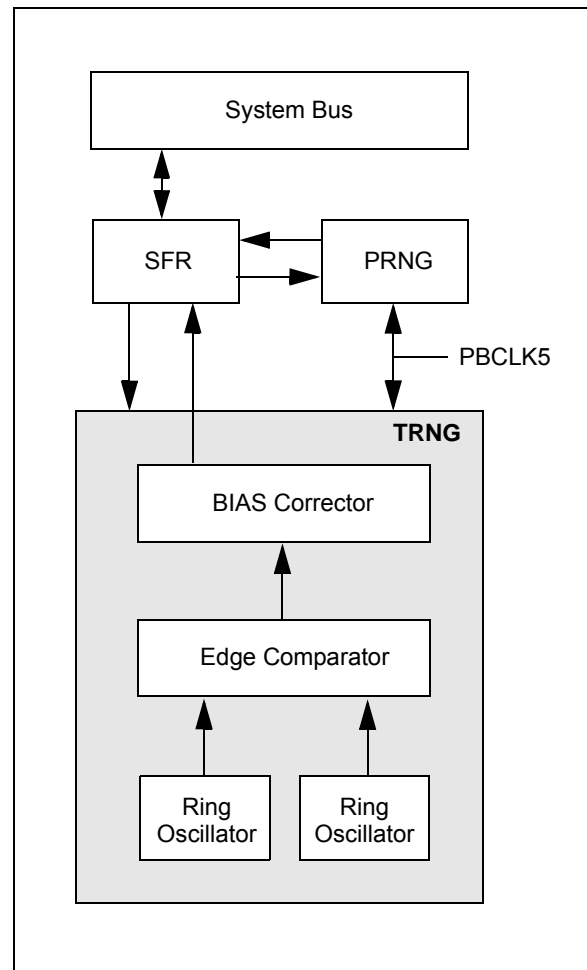 System Bus
SFR
PRNG
PBCLK5
TRNG
BIAS Corrector
Edge Comparator
Ring
Oscillator
Ring
Oscillator